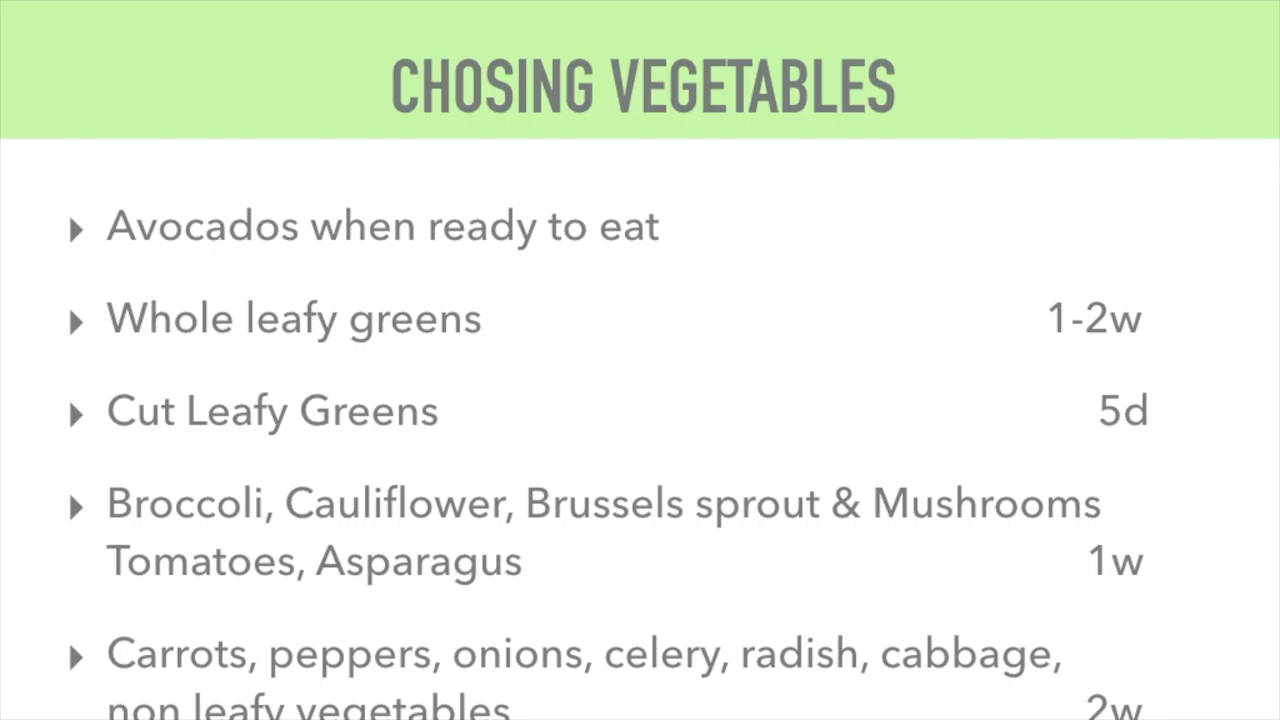 CHOSING VEGETABLES
Avocados when ready to eat
Whole leafy greens 1-2w
Cut Leafy Greens 5d
Broccoli, Cauliflower, Brussels sprout & Mushrooms
Tomatoes, Asparagus 1w
Carrots, peppers, onions, celery, radish, cabbage,
non leafy vegetables 2w